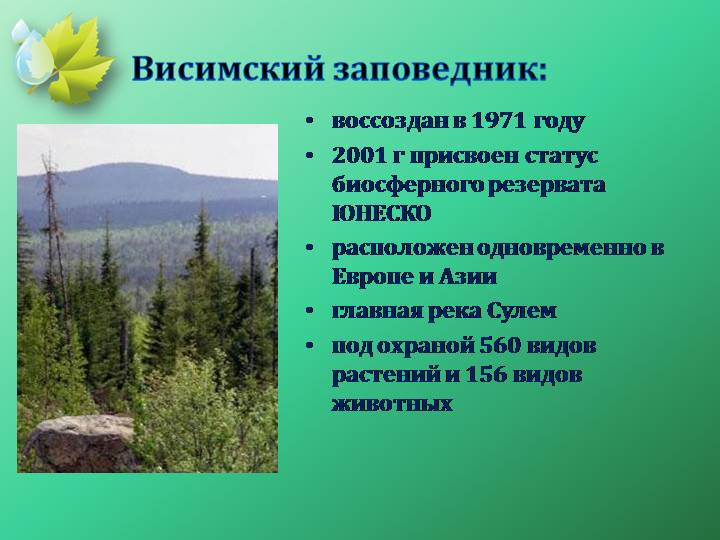 Висимский заповедник:
• воссоздан в 1971 году
• 2001 г присвоен статус
биосферного резервата
ЮНЕСКО
• расположен одновременно в
Европе и Азии
• главная река Сулем
• под охраной 560 видов
растений и 156 видов
животных